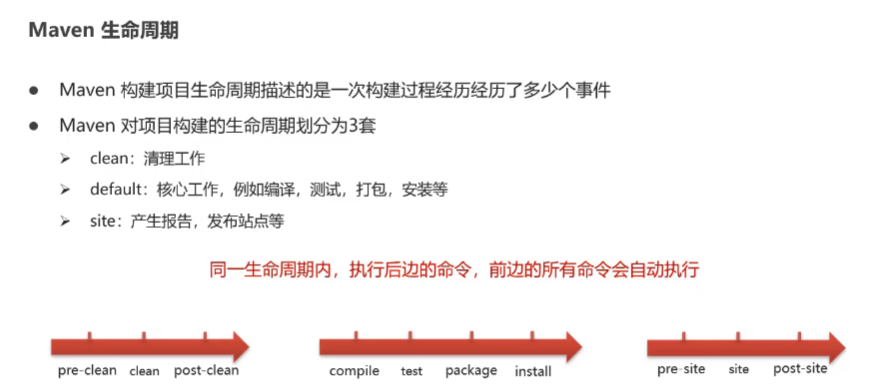 Maven 生命周期
● Maven 构建项目生命周期描述的是一次构建过程经历经历了多少个事件
● Maven 对项目构建的生命周期划分为3套
➢ clean：清理工作
➢ default：核心工作，例如编译，测试，打包，安装等
➢ site：产生报告，发布站点等
同一生命周期内，执行后边的命令，前边的所有命令会自动执行
pre-clean clean post-clean
compile test package install
pre-site site post-site